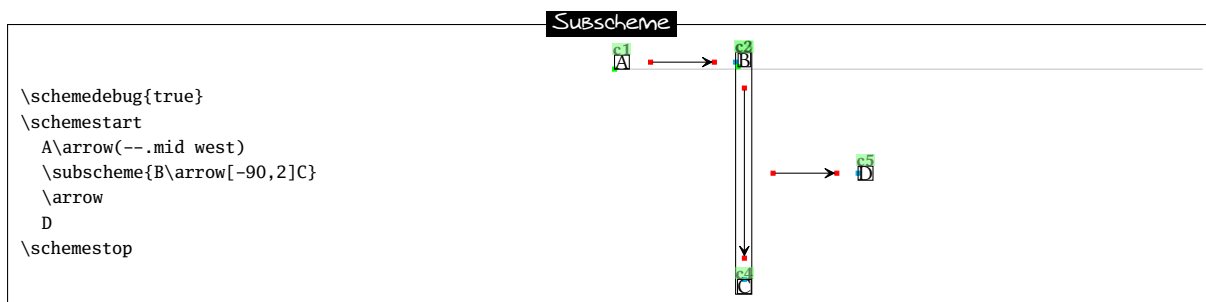 Subscheme
\schemedebug{true}
\schemestart
A\arrow(--.mid west)
\subscheme{B\arrow[-90,2]C}
\arrow
D
\schemestop
c1
A
c2
B
c5
D
c4
C